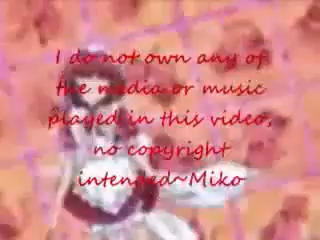 I do not own any of
the media or music
played in this video,
no copyright
intended~Miko